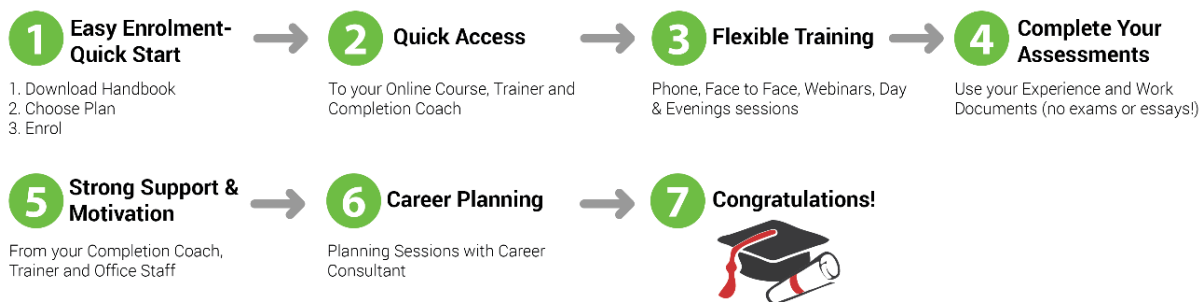 1 Easy Enrolment-
Quick Start
1. Download Handbook
2. Choose Plan
3. Enrol
2 Quick Access
To your Online Course, Trainer and
Completion Coach
3 Flexible Training
Phone, Face to Face, Webinars, Day
& Evenings sessions
4 Complete Your
Assessments
Use your Experience and Work
Documents (no exams or essays!)
5 Strong Support &
Motivation
From your Completion Coach,
Trainer and Office Staff
6 Career Planning
Planning Sessions with Career
Consultant
7 Congratulations!